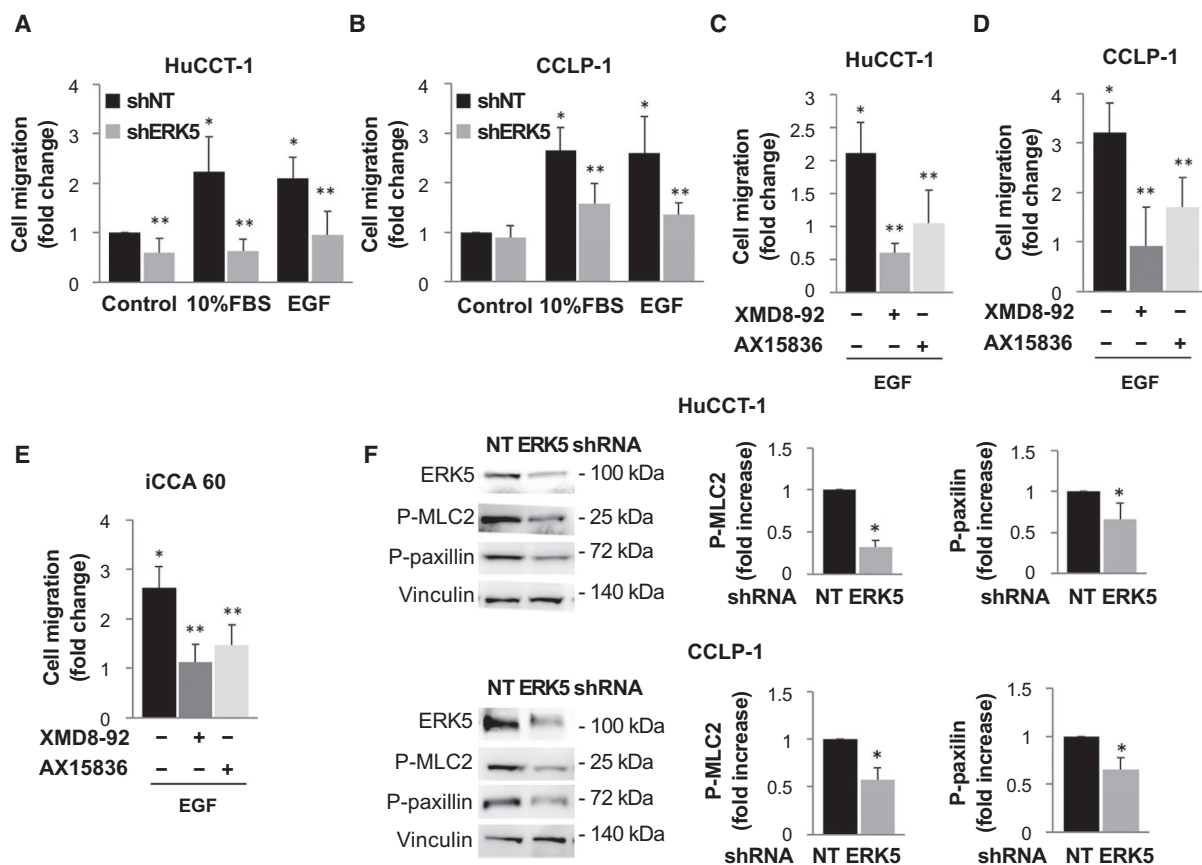 A
HuCCT-1
Cell migration
(fold change)
4
3
2
1
0
shNT
shERK5
*
**
*
**
*
**
Control 10%FBS EGF
B
CCLP-1
Cell migration
(fold change)
4
3
2
1
0
shNT
shERK5
*
**
*
**
Control 10%FBS EGF
C
HuCCT-1
Cell migration
(fold change)
3
2.5
2
1.5
1
0.5
0
*
**
**
XMD8-92 – + –
AX15836 – – +
EGF
D
CCLP-1
Cell migration
(fold change)
4
3
2
1
0
*
**
**
XMD8-92 – + –
AX15836 – – +
EGF
E
iCCA 60
Cell migration
(fold change)
4
3
2
1
0
*
**
**
XMD8-92 – + –
AX15836 – – +
EGF
F
HuCCT-1
NT ERK5 shRNA
ERK5 - 100 kDa
P-MLC2 - 25 kDa
P-paxillin - 72 kDa
Vinculin - 140 kDa
P-MLC2
(fold increase)
1.5
1
0.5
0
*
shRNA NT ERK5
P-paxilin
(fold increase)
1.5
1
0.5
0
*
shRNA NT ERK5
CCLP-1
NT ERK5 shRNA
ERK5 - 100 kDa
P-MLC2 - 25 kDa
P-paxillin - 72 kDa
Vinculin - 140 kDa
P-MLC2
(fold increase)
1.5
1
0.5
0
*
shRNA NT ERK5
P-paxilin
(fold increase)
1.5
1
0.5
0
*
shRNA NT ERK5